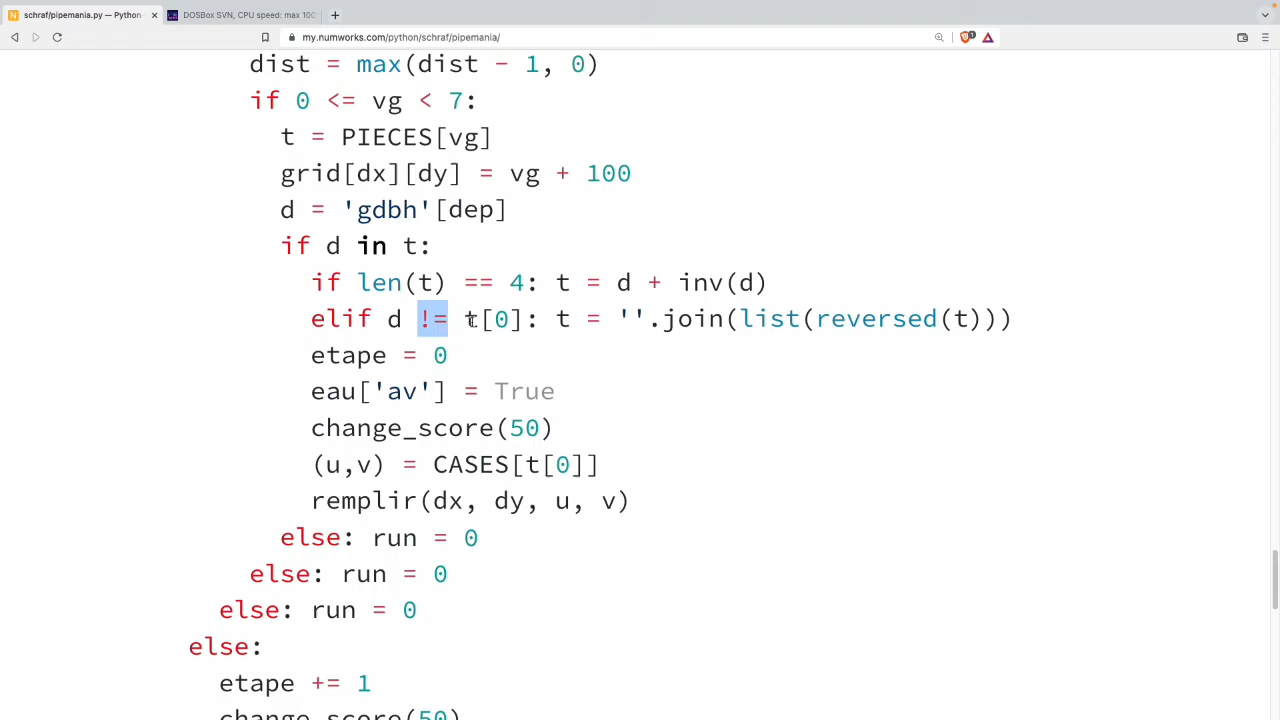 schraf/pipemania.py — Python
DOSBox SVN, CPU speed: max 100
my.numworks.com/python/schraf/pipemania/
dist = max(dist - 1, 0)
if 0 <= vg < 7:
t = PIECES[vg]
grid[dx][dy] = vg + 100
d = 'gdbh'[dep]
if d in t:
if len(t) == 4: t = d + inv(d)
elif d != t[0]: t = ''.join(list(reversed(t)))
etape = 0
eau['av'] = True
change_score(50)
(u,v) = CASES[t[0]]
remplir(dx, dy, u, v)
else: run = 0
else: run = 0
else: run = 0
else:
etape += 1
change_score(50)